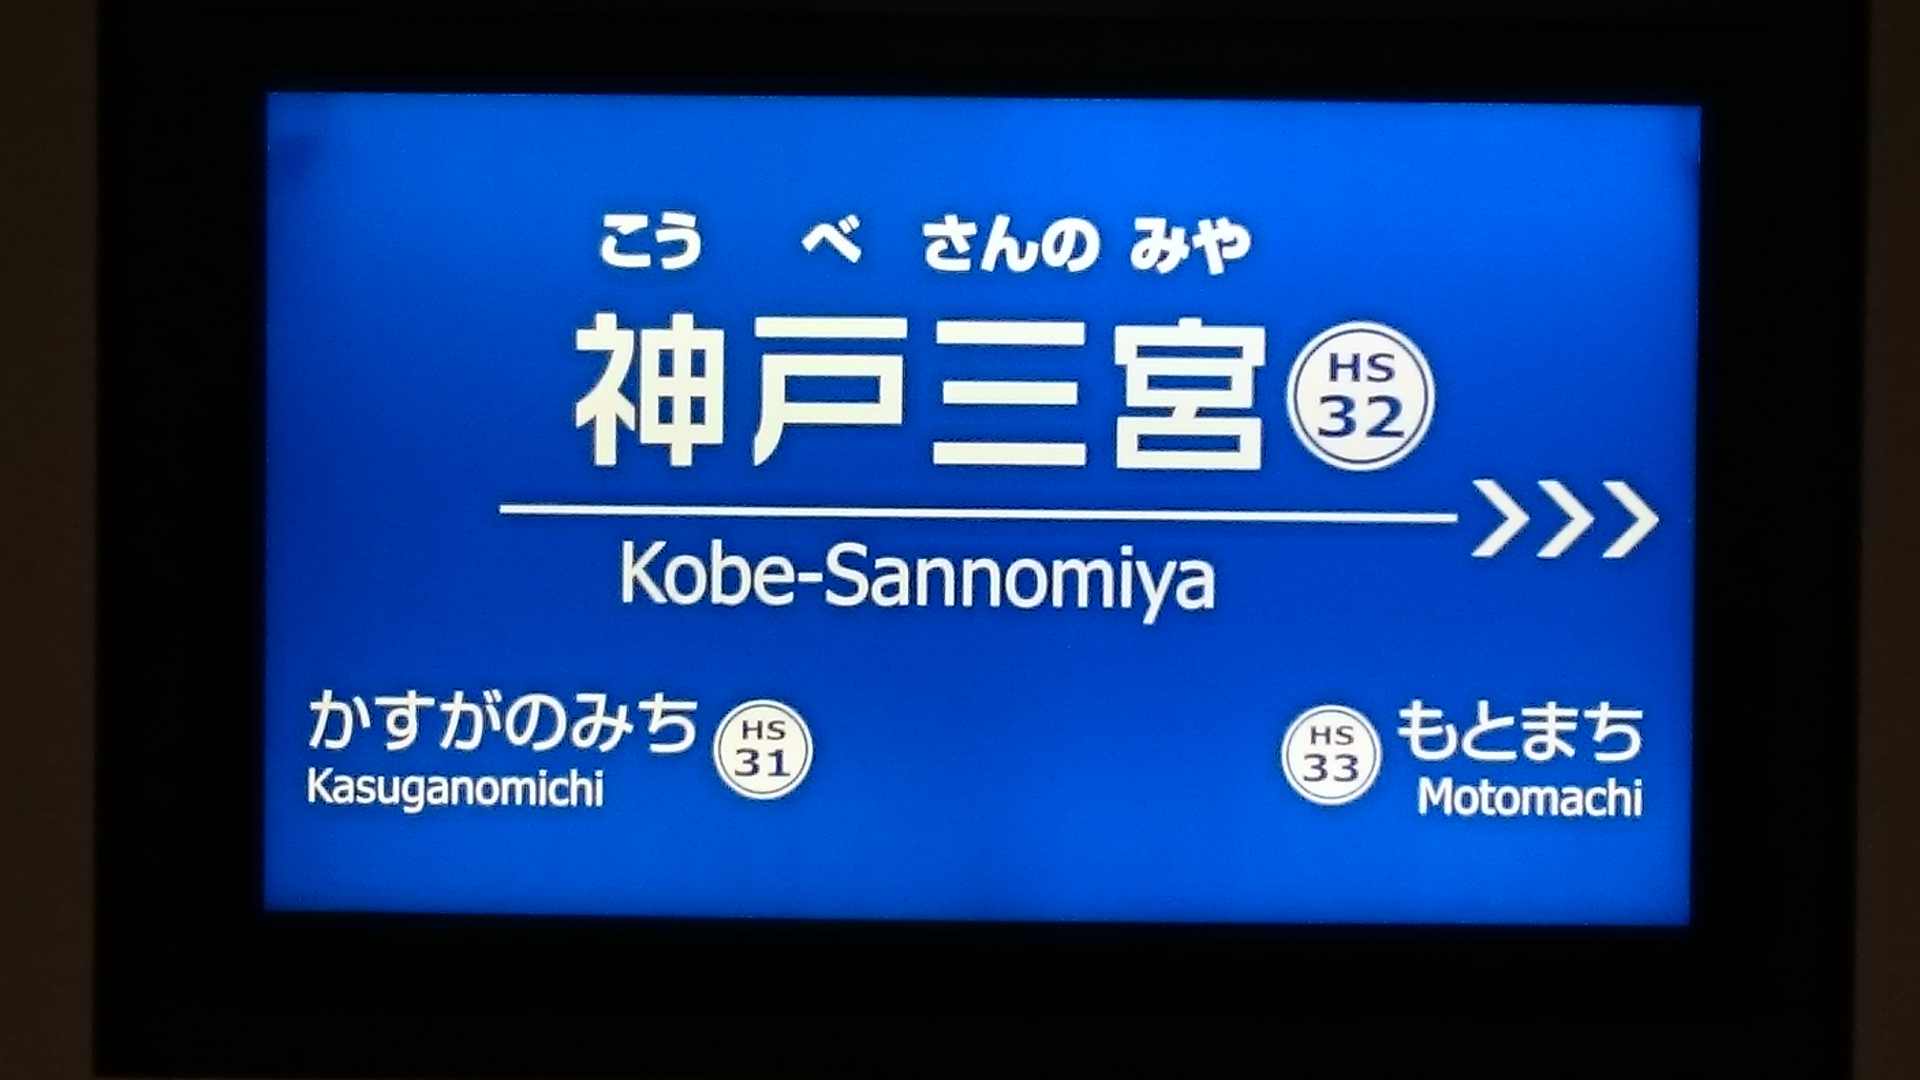 こう べ さんの みや
神戸三宮 HS 32
>>>
Kobe-Sannomiya
かすがのみち HS 31
Kasuganomichi
HS 33 もとまち
Motomachi